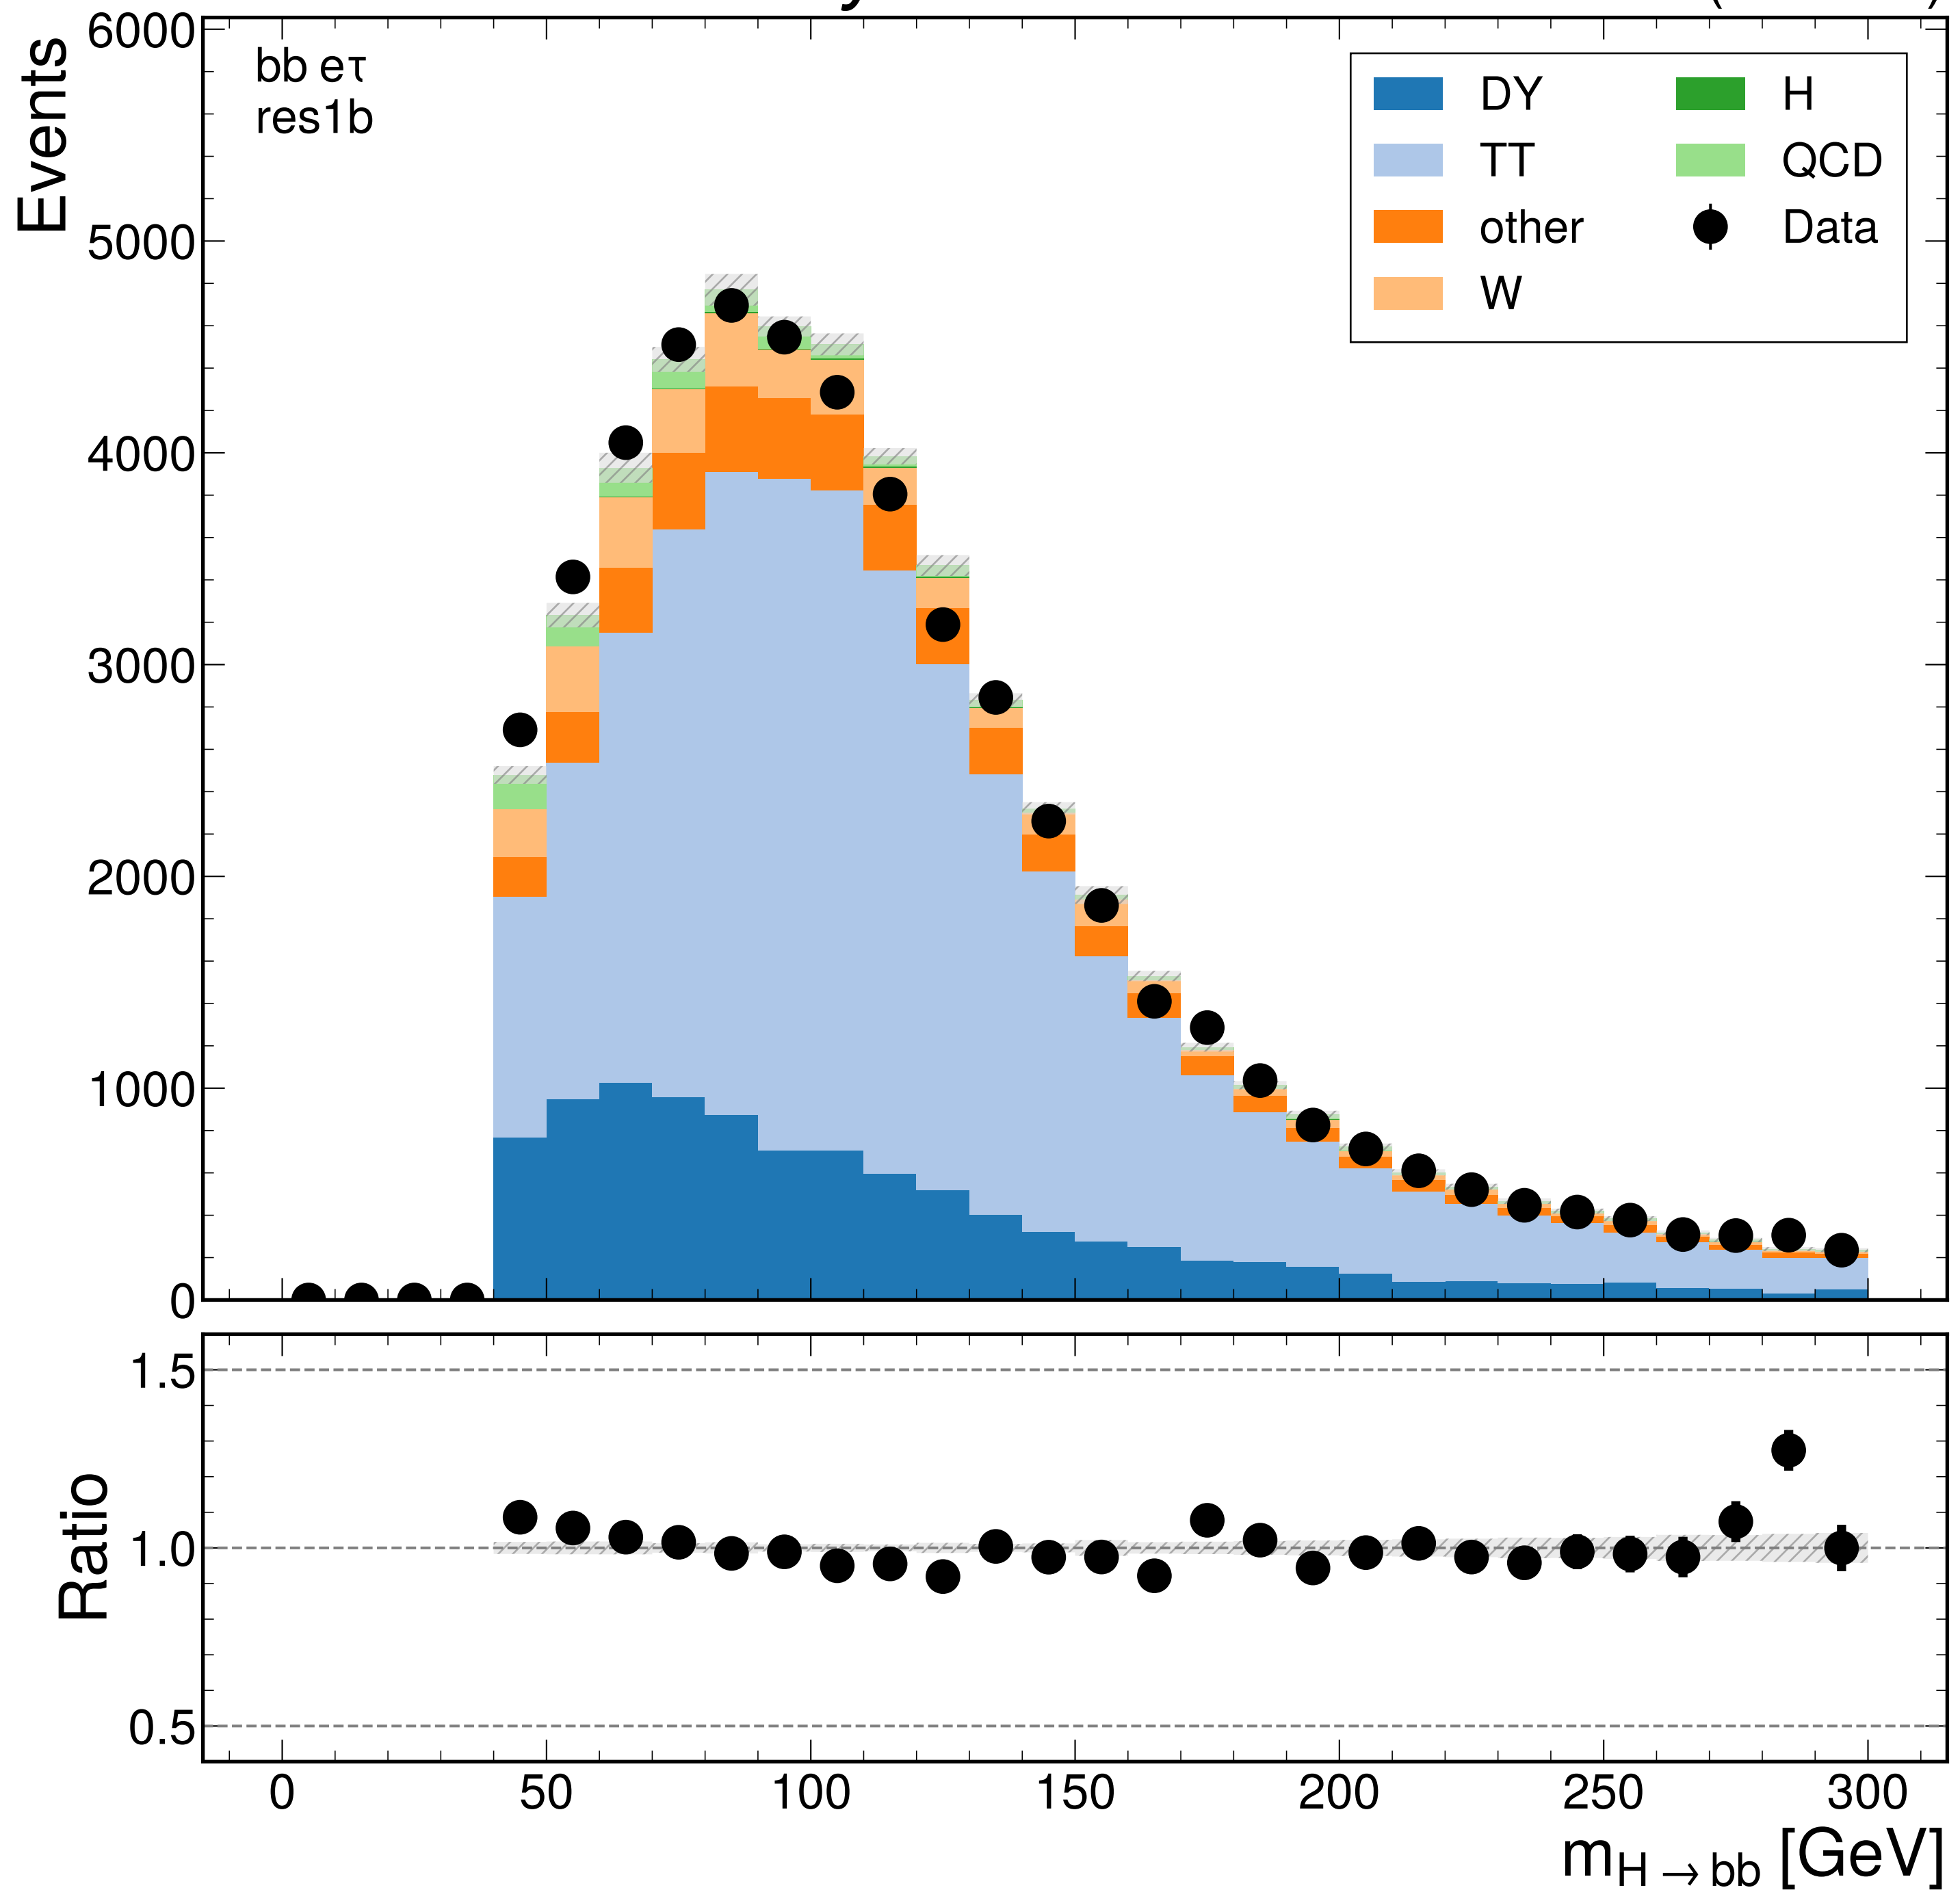 Events
6000
5000
4000
3000
2000
1000
0
bb eτ
res1b
DY
TT
other
W
H
QCD
Data
Ratio
1.5
1.0
0.5
0 50 100 150 200 250 300
m_{H→bb} [GeV]